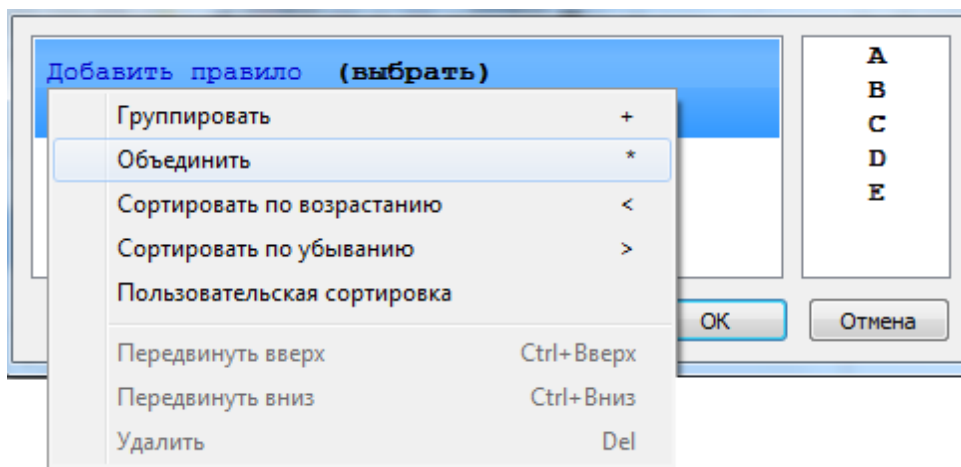 Добавить правило (выбрать)
Группировать +
Объединить *
Сортировать по возрастанию <
Сортировать по убыванию >
Пользовательская сортировка
Передвинуть вверх Ctrl+Вверх
Передвинуть вниз Ctrl+Вниз
Удалить Del
A
B
C
D
E
OK
Отмена